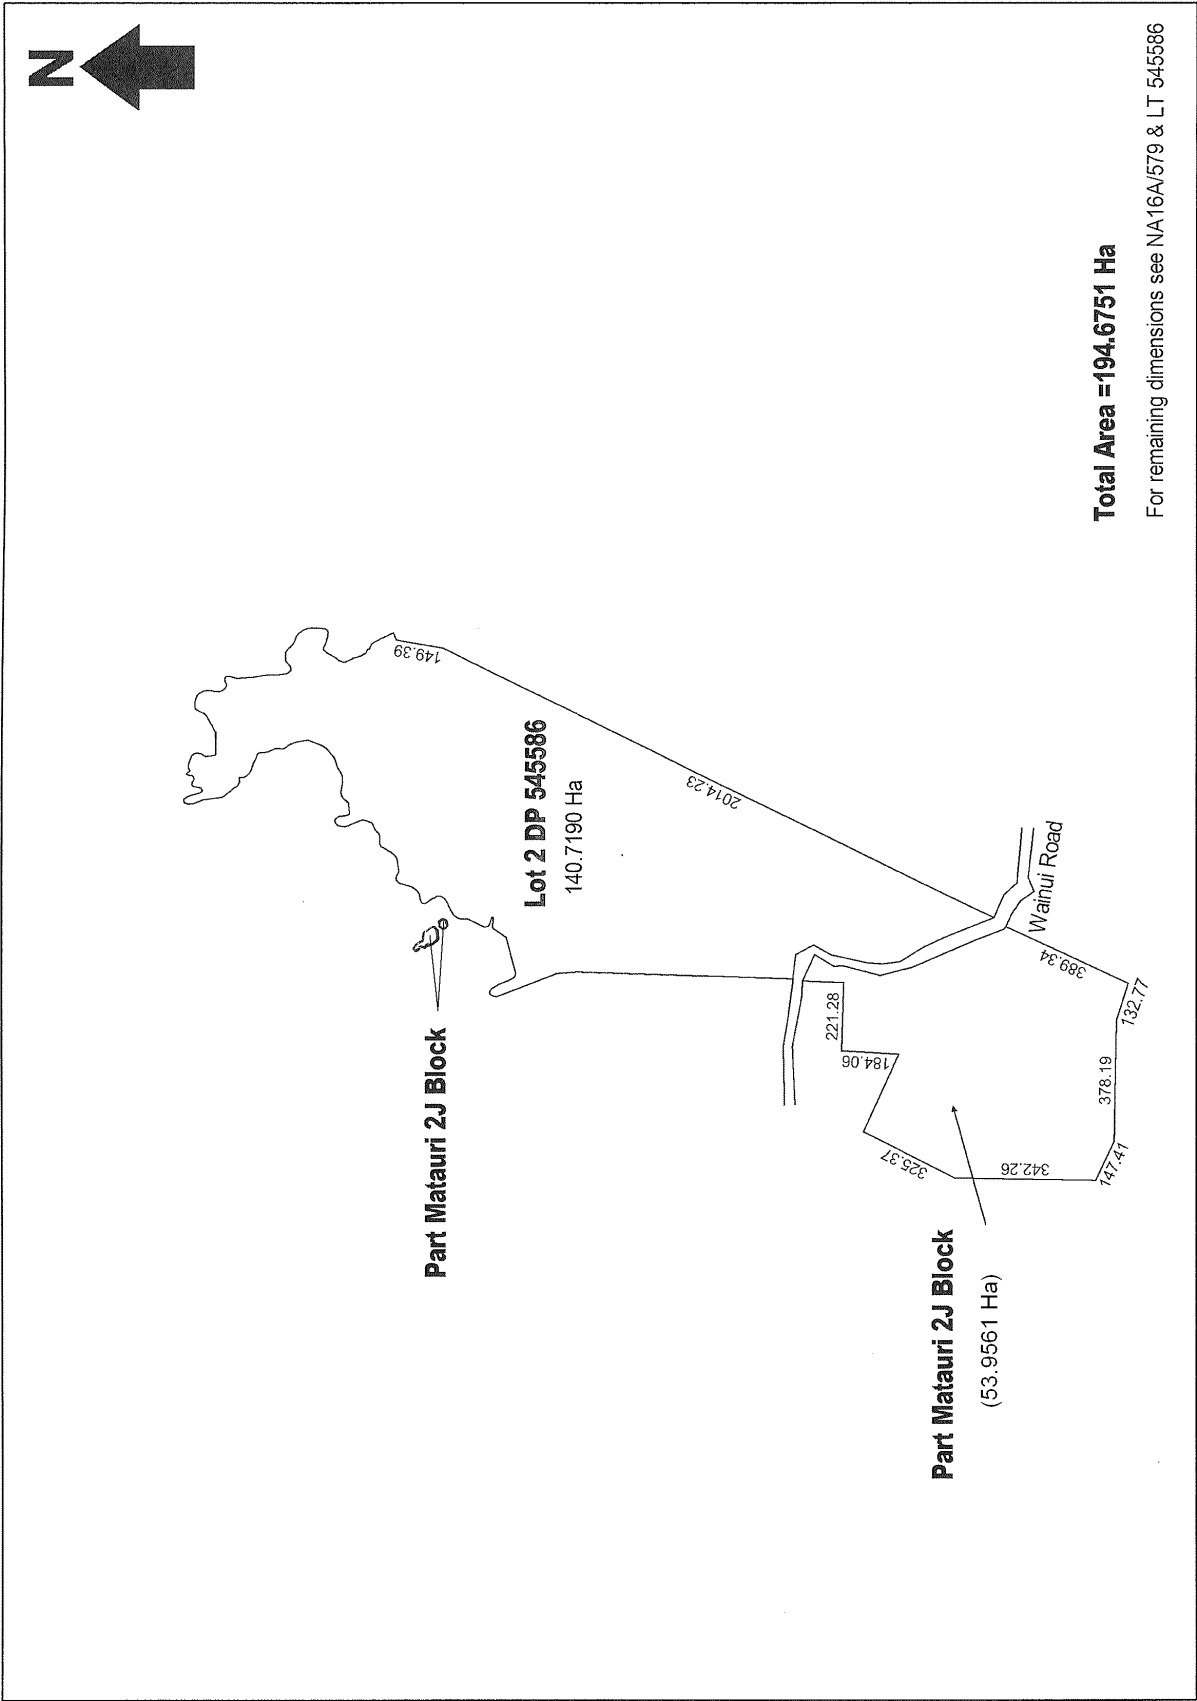 N
149.39
Lot 2 DP 545586
140.7190 Ha
2014.23
Part Matauri 2J Block
Wainui Road
221.28
184.06
389.34
132.77
325.37
378.19
342.26
147.41
Part Matauri 2J Block
(53.9561 Ha)
Total Area =194.6751 Ha
For remaining dimensions see NA16A/579 & LT 545586